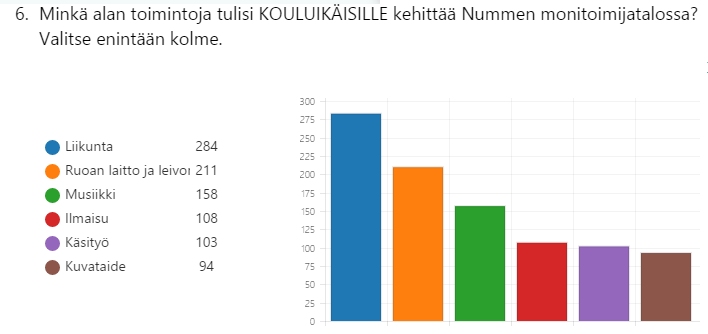 6. Minkä alan toimintoja tulisi KOULUIKÄISILLE kehittää Nummen monitoimijatalossa?
Valitse enintään kolme.
Liikunta 284
Ruoan laitto ja leivor 211
Musiikki 158
Ilmaisu 108
Käsityö 103
Kuvataide 94
300
275
250
225
200
175
150
125
100
75
50
25
0